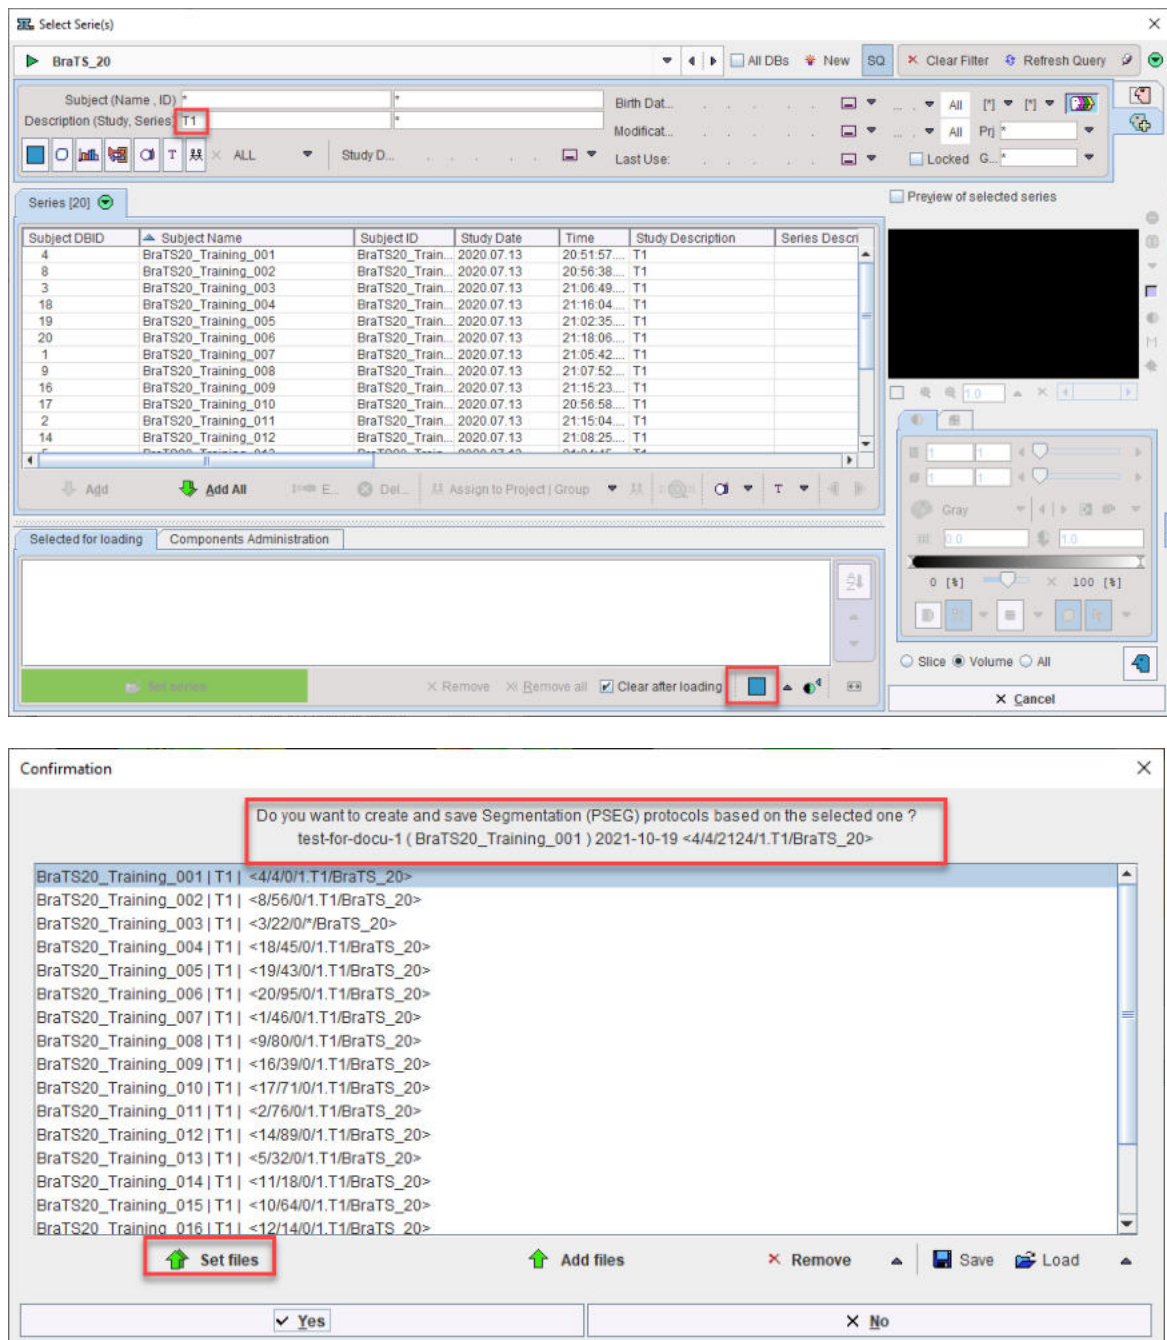 Select Serie(s)
BraTS_20 All DBs New SQ Clear Filter Refresh Query
Subject (Name , ID) * * Birth Dat... All [*] [*]
Description (Study, Series) T1 * Modificat... All Prj *
ALL Study D... Last Use: Locked G... *
Series [20] Preview of selected series
Subject DBID Subject Name Subject ID Study Date Time Study Description Series Descri
4 BraTS20_Training_001 BraTS20_Train... 2020.07.13 20:51:57.... T1
8 BraTS20_Training_002 BraTS20_Train... 2020.07.13 20:56:38.... T1
3 BraTS20_Training_003 BraTS20_Train... 2020.07.13 21:06:49.... T1
18 BraTS20_Training_004 BraTS20_Train... 2020.07.13 21:16:04.... T1
19 BraTS20_Training_005 BraTS20_Train... 2020.07.13 21:02:35.... T1
20 BraTS20_Training_006 BraTS20_Train... 2020.07.13 21:18:06.... T1
1 BraTS20_Training_007 BraTS20_Train... 2020.07.13 21:05:42.... T1
9 BraTS20_Training_008 BraTS20_Train... 2020.07.13 21:07:52.... T1
16 BraTS20_Training_009 BraTS20_Train... 2020.07.13 21:15:23.... T1
17 BraTS20_Training_010 BraTS20_Train... 2020.07.13 20:56:58.... T1
2 BraTS20_Training_011 BraTS20_Train... 2020.07.13 21:15:04.... T1
14 BraTS20_Training_012 BraTS20_Train... 2020.07.13 21:08:25.... T1
Add Add All E... Del... Assign to Project | Group T
1.0
1 1
1 1
Gray
0.0 1.0
0 [%] 100 [%]
Selected for loading Components Administration
Slice Volume All
Set series Remove Remove all Clear after loading
Cancel
Confirmation
Do you want to create and save Segmentation (PSEG) protocols based on the selected one ?
test-for-docu-1 ( BraTS20_Training_001 ) 2021-10-19 <4/4/2124/1.T1/BraTS_20>
BraTS20_Training_001 | T1 | <4/4/0/1.T1/BraTS_20>
BraTS20_Training_002 | T1 | <8/56/0/1.T1/BraTS_20>
BraTS20_Training_003 | T1 | <3/22/0/*/BraTS_20>
BraTS20_Training_004 | T1 | <18/45/0/1.T1/BraTS_20>
BraTS20_Training_005 | T1 | <19/43/0/1.T1/BraTS_20>
BraTS20_Training_006 | T1 | <20/95/0/1.T1/BraTS_20>
BraTS20_Training_007 | T1 | <1/46/0/1.T1/BraTS_20>
BraTS20_Training_008 | T1 | <9/80/0/1.T1/BraTS_20>
BraTS20_Training_009 | T1 | <16/39/0/1.T1/BraTS_20>
BraTS20_Training_010 | T1 | <17/71/0/1.T1/BraTS_20>
BraTS20_Training_011 | T1 | <2/76/0/1.T1/BraTS_20>
BraTS20_Training_012 | T1 | <14/89/0/1.T1/BraTS_20>
BraTS20_Training_013 | T1 | <5/32/0/1.T1/BraTS_20>
BraTS20_Training_014 | T1 | <11/18/0/1.T1/BraTS_20>
BraTS20_Training_015 | T1 | <10/64/0/1.T1/BraTS_20>
BraTS20_Training_016 | T1 | <12/14/0/1.T1/BraTS_20>
Set files Add files Remove Save Load
Yes No